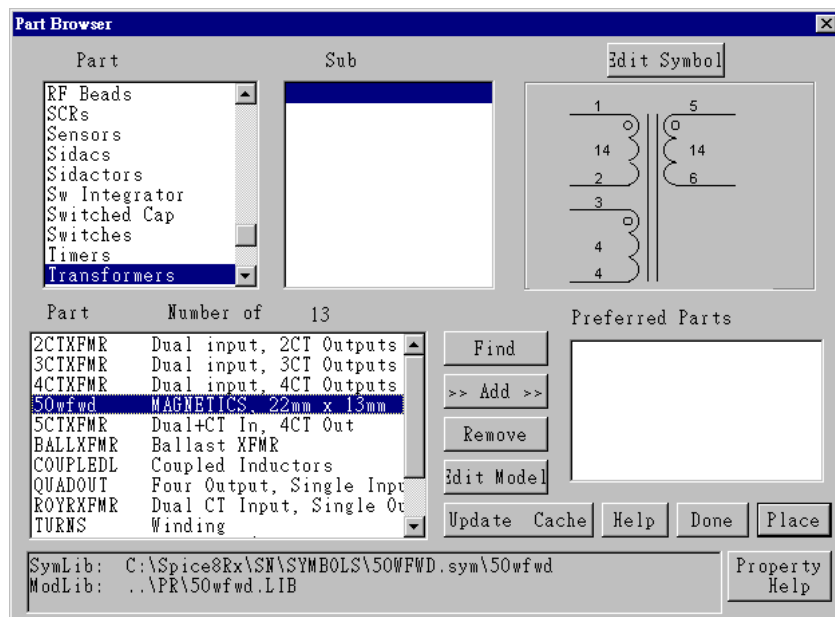 Part Browser
Part
Sub
Edit Symbol
RF Beads
SCRs
Sensors
Sidacs
Sidactors
Sw Integrator
Switched Cap
Switches
Timers
Transformers
1
5
14
14
2
6
3
4
4
Part Number of 13
Preferred Parts
2CTXFMR Dual input, 2CT Outputs
3CTXFMR Dual input, 3CT Outputs
4CTXFMR Dual input, 4CT Outputs
50wfwd MAGNETICS, 22mm x 13mm
5CTXFMR Dual+CT In, 4CT Out
BALLXFMR Ballast XFMR
COUPLEDL Coupled Inductors
QUADOUT Four Output, Single Inpu
ROYRXFMR Dual CT Input, Single Ou
TURNS Winding
Find
>> Add >>
Remove
Edit Model
Update Cache
Help
Done
Place
SymLib: C:\Spice8Rx\SN\SYMBOLS\50WFWD.sym\50wfwd
ModLib: ..\PR\50wfwd.LIB
Property
Help